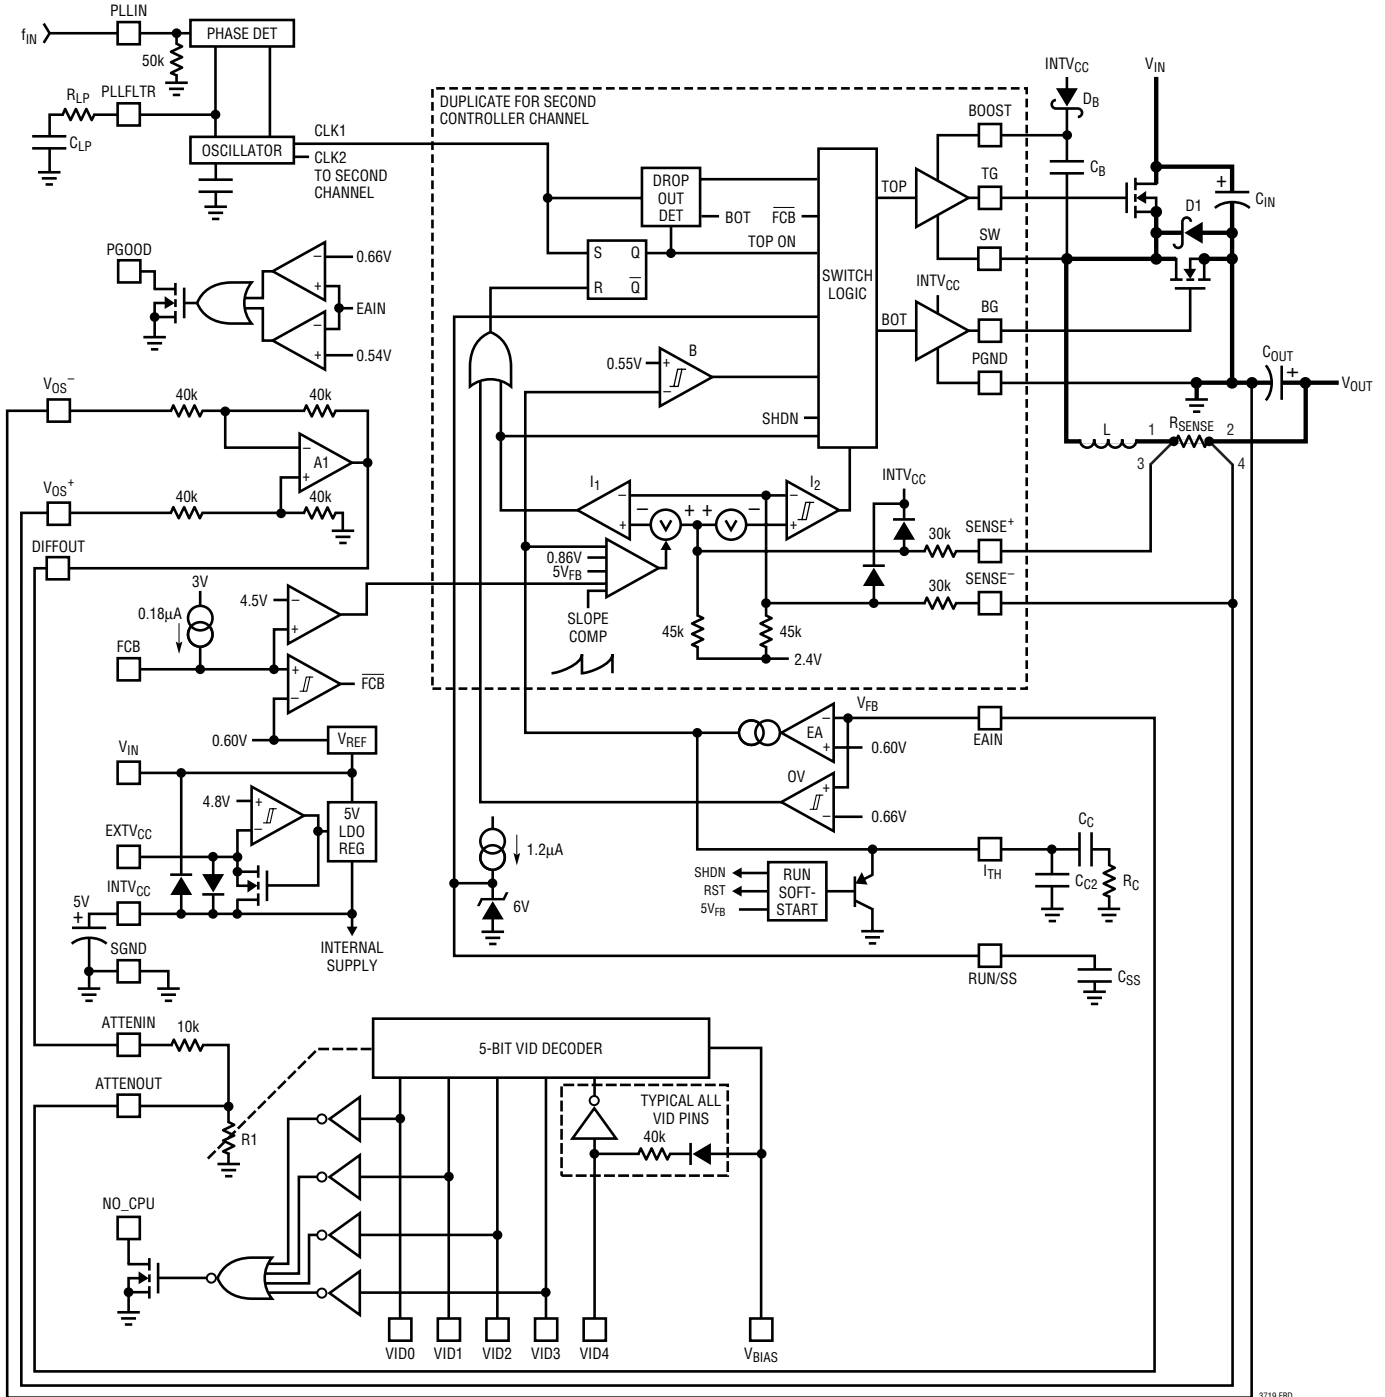 PLLIN
fIN
PHASE DET
50k
RLP
PLLFLTR
CLP
OSCILLATOR
CLK1
CLK2
TO SECOND
CHANNEL
DUPLICATE FOR SECOND
CONTROLLER CHANNEL
INTVCC
VIN
DB
BOOST
CB
TG
TOP
DROP
OUT
DET
BOT
F̅C̅B̅
TOP ON
S Q
R Q̅
SWITCH
LOGIC
SW
D1
+
CIN
INTVCC
BOT
BG
PGND
COUT
+
VOUT
PGOOD
−
0.66V
+
EAIN
−
+
0.54V
0.55V
+
−
B
SHDN
L
1
RSENSE
2
3
4
VOS−
40k
40k
−
A1
+
VOS+
40k
40k
DIFFOUT
I1
−
+
−
V
+
+
V
−
I2
−
+
INTVCC
SENSE+
30k
SENSE−
30k
0.86V
5VFB
SLOPE
COMP
45k
45k
2.4V
3V
0.18µA
4.5V
−
+
FCB
+
−
F̅C̅B̅
0.60V
VREF
VIN
4.8V
+
−
5V
LDO
REG
EXTVCC
INTVCC
5V
+
SGND
INTERNAL
SUPPLY
VFB
−
EA
+
0.60V
EAIN
OV
+
−
0.66V
1.2µA
6V
SHDN
RST
5VFB
RUN
SOFT-
START
ITH
CC
CC2
RC
RUN/SS
CSS
ATTENIN
10k
ATTENOUT
R1
5-BIT VID DECODER
TYPICAL ALL
VID PINS
40k
NO_CPU
VID0
VID1
VID2
VID3
VID4
VBIAS
3719 FBD